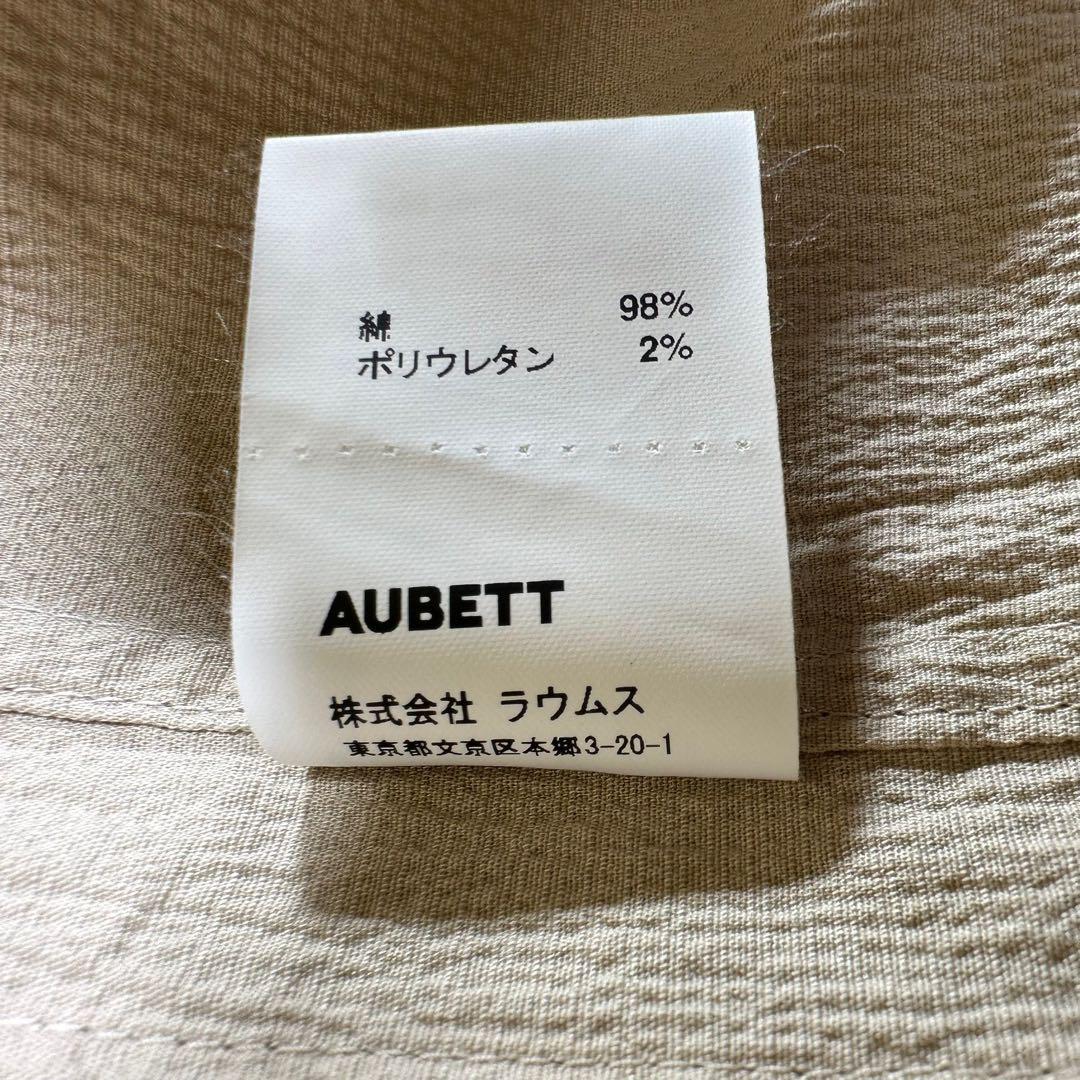 綿 98%
ポリウレタン 2%
AUBETT
株式会社 ラウムス
東京都文京区本郷3-20-1